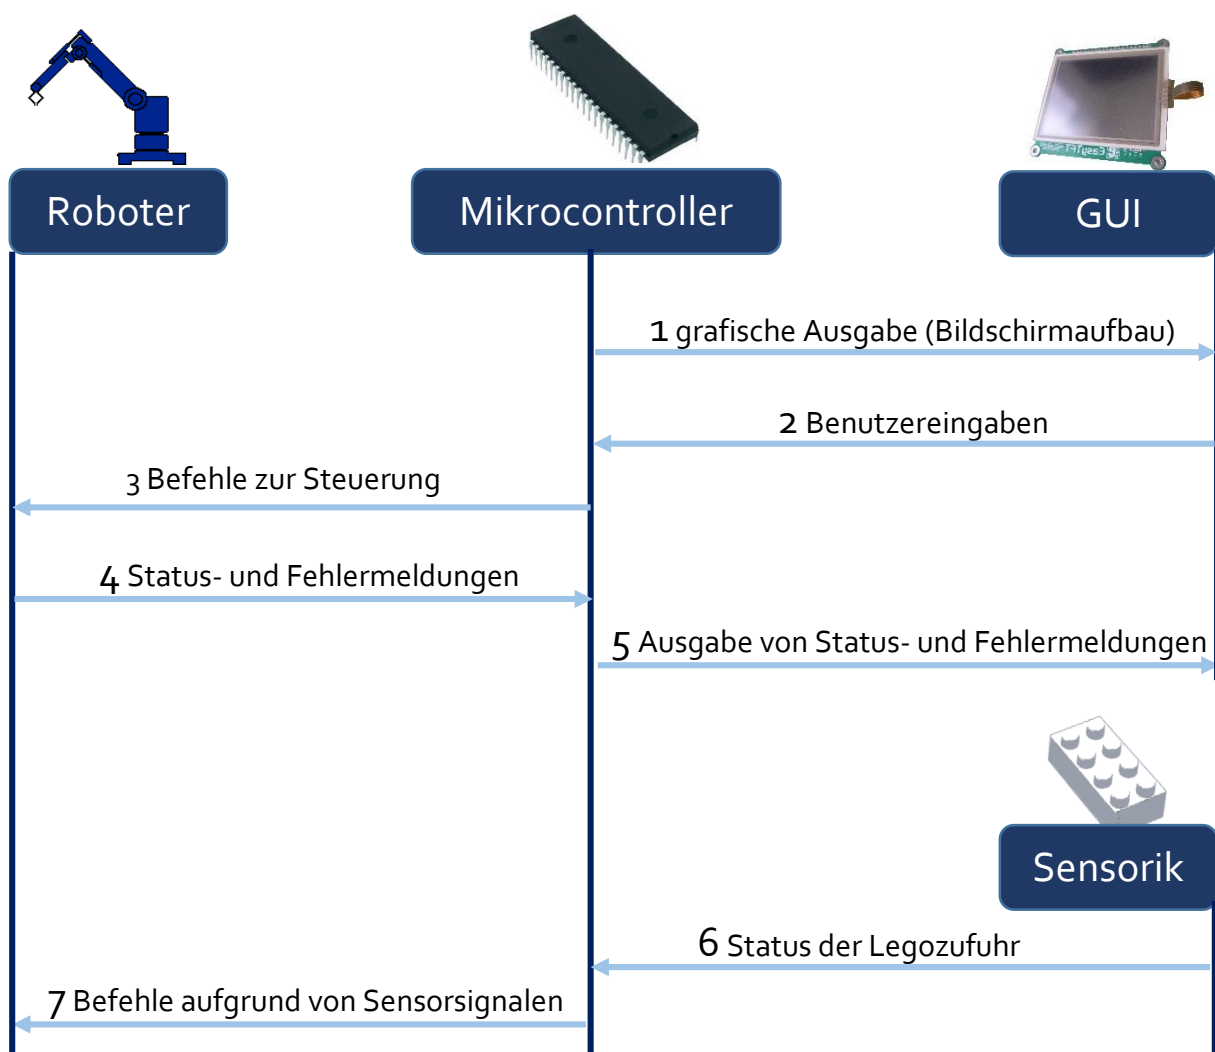 Roboter
Mikrocontroller
GUI
1 grafische Ausgabe (Bildschirmaufbau)
2 Benutzereingaben
3 Befehle zur Steuerung
4 Status- und Fehlermeldungen
5 Ausgabe von Status- und Fehlermeldungen
Sensorik
6 Status der Legozufuhr
7 Befehle aufgrund von Sensorsignalen